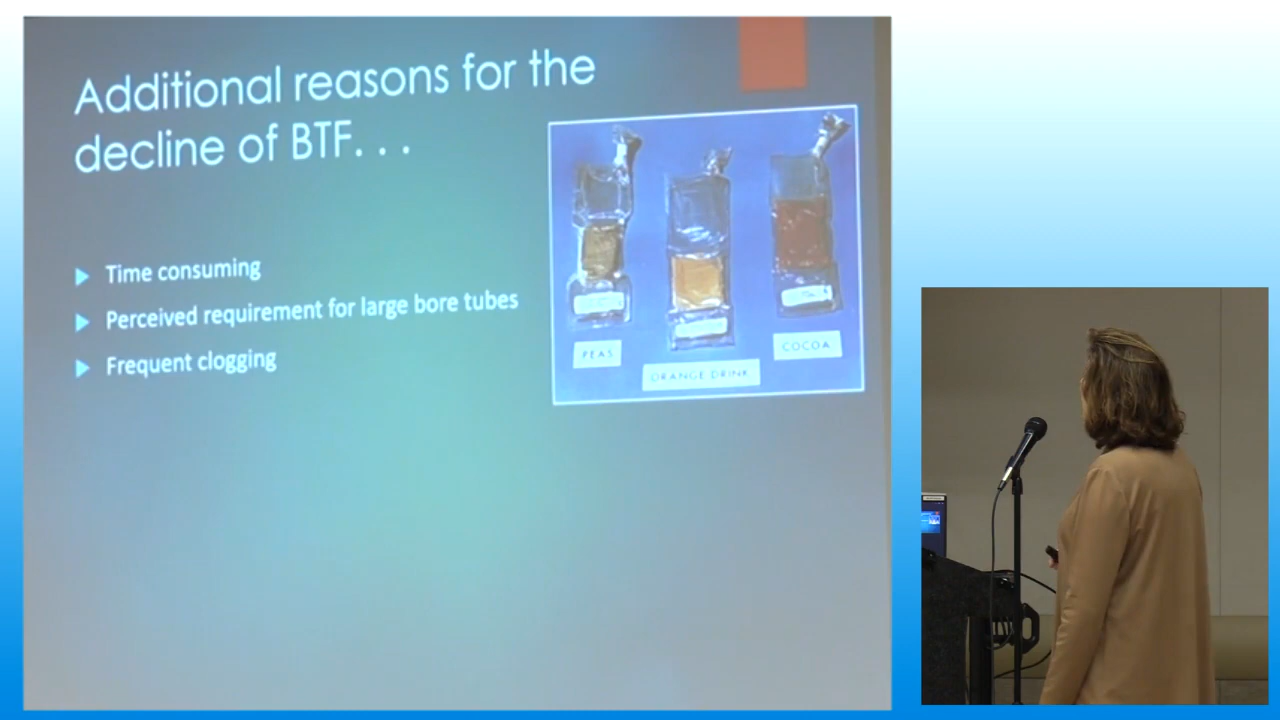 Additional reasons for the
decline of BTF. . .
Time consuming
Perceived requirement for large bore tubes
Frequent clogging
PEAS
ORANGE DRINK
COCOA